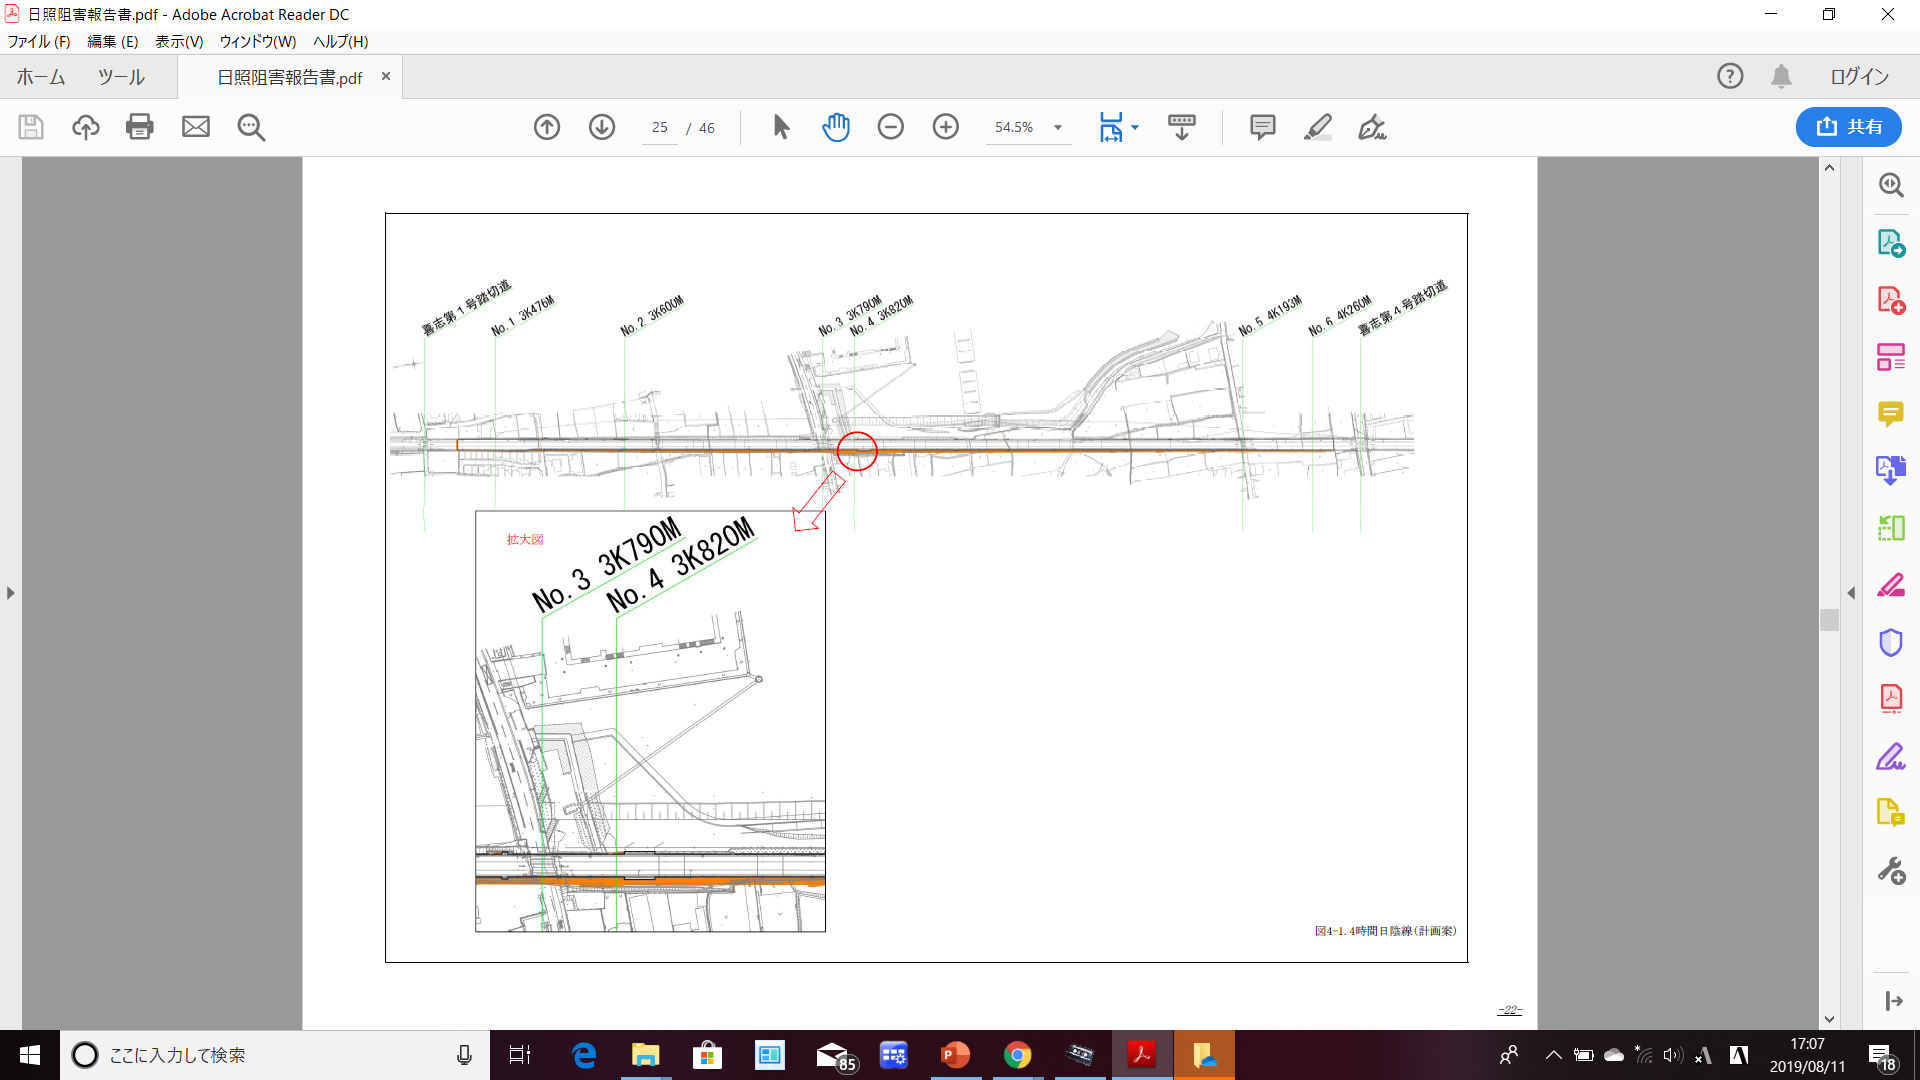 日照阻害報告書.pdf - Adobe Acrobat Reader DC
ファイル(F) 編集(E) 表示(V) ウィンドウ(W) ヘルプ(H)
ホーム ツール 日照阻害報告書.pdf × ログイン
25 / 46 54.5% 共有
喜志第1号踏切道
No.1 3K476M
No.2 3K600M
No.3 3K790M
No.4 3K820M
No.5 4K193M
No.6 4K260M
喜志第4号踏切道
拡大図
No.3 3K790M
No.4 3K820M
図4-1.4時間日陰線(計画案)
-22-
ここに入力して検索
85
17:07
2019/08/11
18